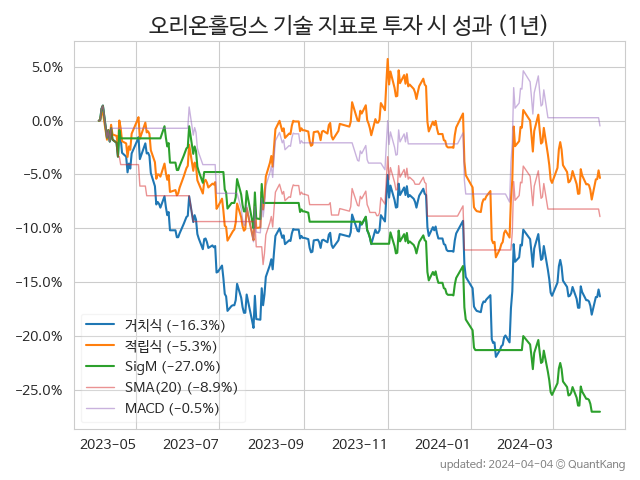 오리온홀딩스 기술 지표로 투자 시 성과 (1년)
5.0%
0.0%
−5.0%
−10.0%
−15.0%
−20.0%
−25.0%
거치식 (−16.3%)
적립식 (−5.3%)
SigM (−27.0%)
SMA(20) (−8.9%)
MACD (−0.5%)
2023-05 2023-07 2023-09 2023-11 2024-01 2024-03
updated: 2024-04-04 © QuantKang